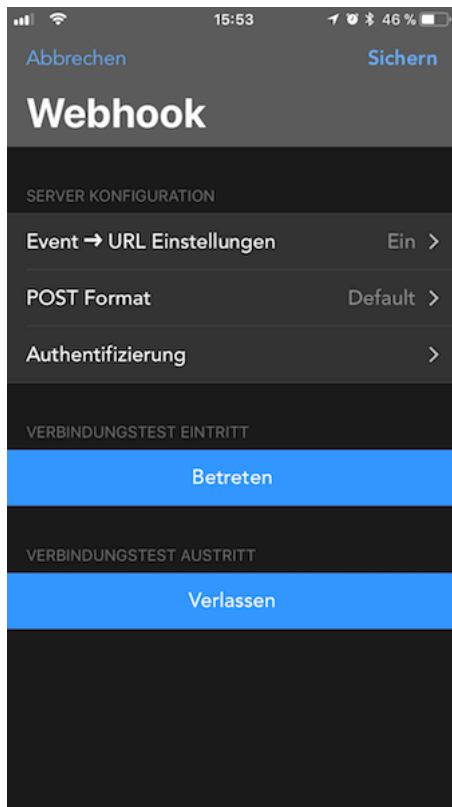 15:53
46 %
Abbrechen
Sichern
Webhook
SERVER KONFIGURATION
Event → URL Einstellungen Ein >
POST Format Default >
Authentifizierung >
VERBINDUNGSTEST EINTRITT
Betreten
VERBINDUNGSTEST AUSTRITT
Verlassen